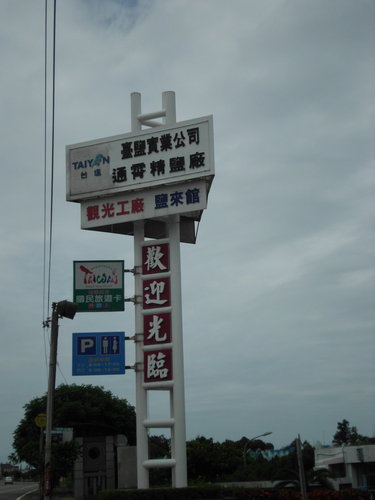 TAIYEN
台塩
臺鹽實業公司
通霄精鹽廠
觀光工廠 鹽來館
歡迎光臨
國民旅遊卡
P